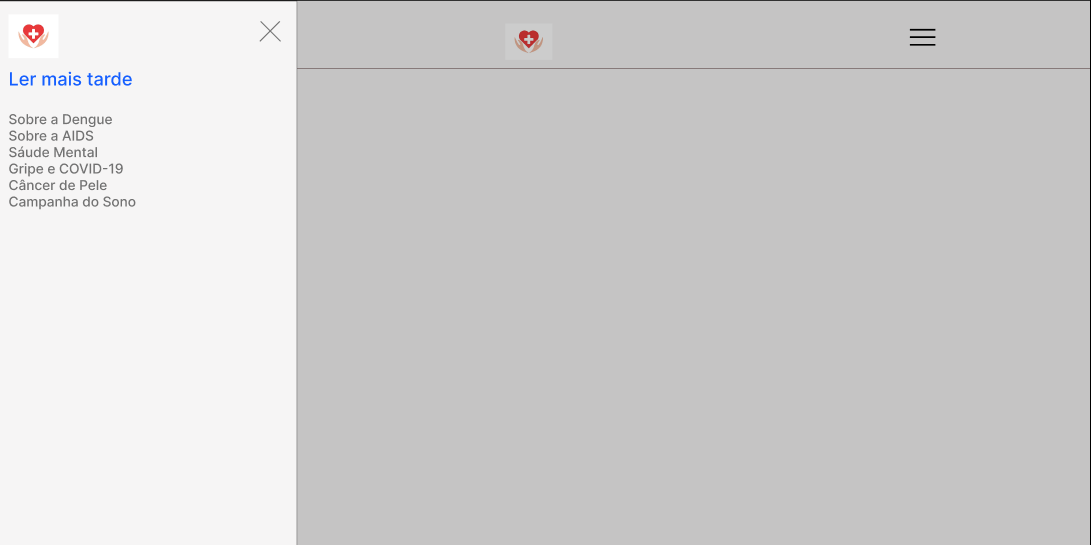 Ler mais tarde
Sobre a Dengue
Sobre a AIDS
Sáude Mental
Gripe e COVID-19
Câncer de Pele
Campanha do Sono